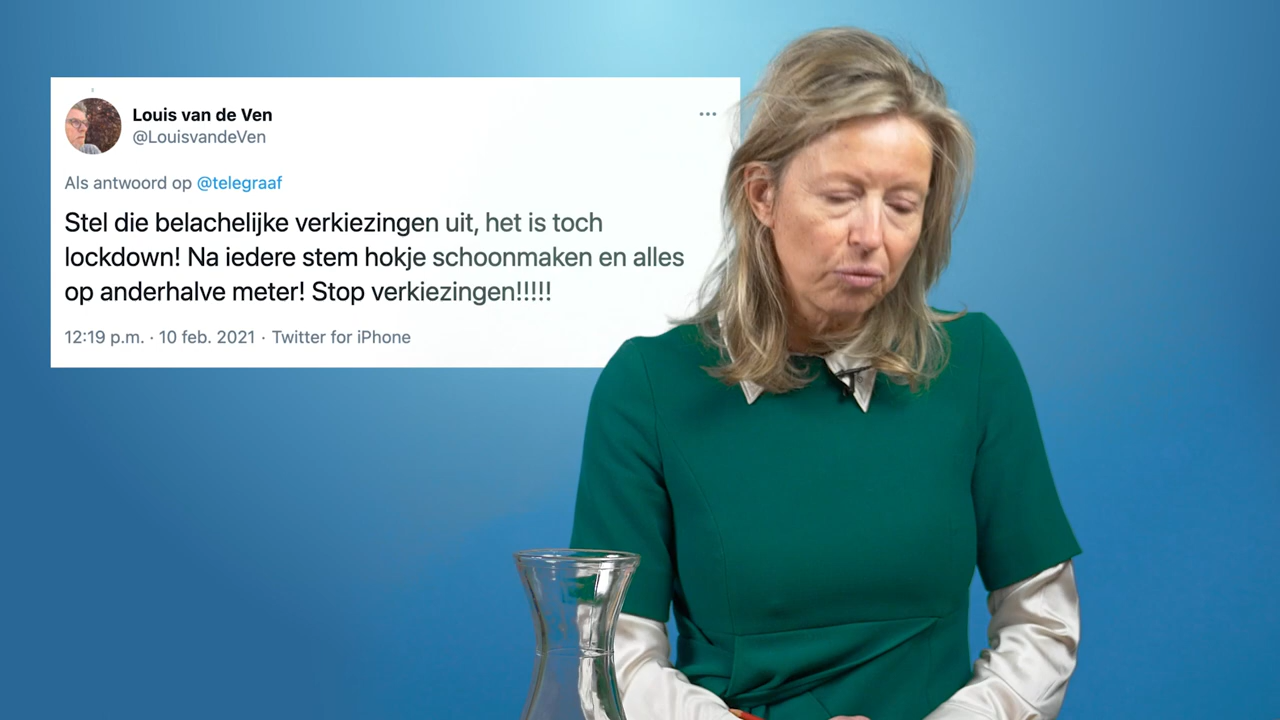 Louis van de Ven
@LouisvandeVen
Als antwoord op @telegraaf
Stel die belachelijke verkiezingen uit, het is toch
lockdown! Na iedere stem hokje schoonmaken en alles
op anderhalve meter! Stop verkiezingen!!!!!
12:19 p.m. · 10 feb. 2021 · Twitter for iPhone